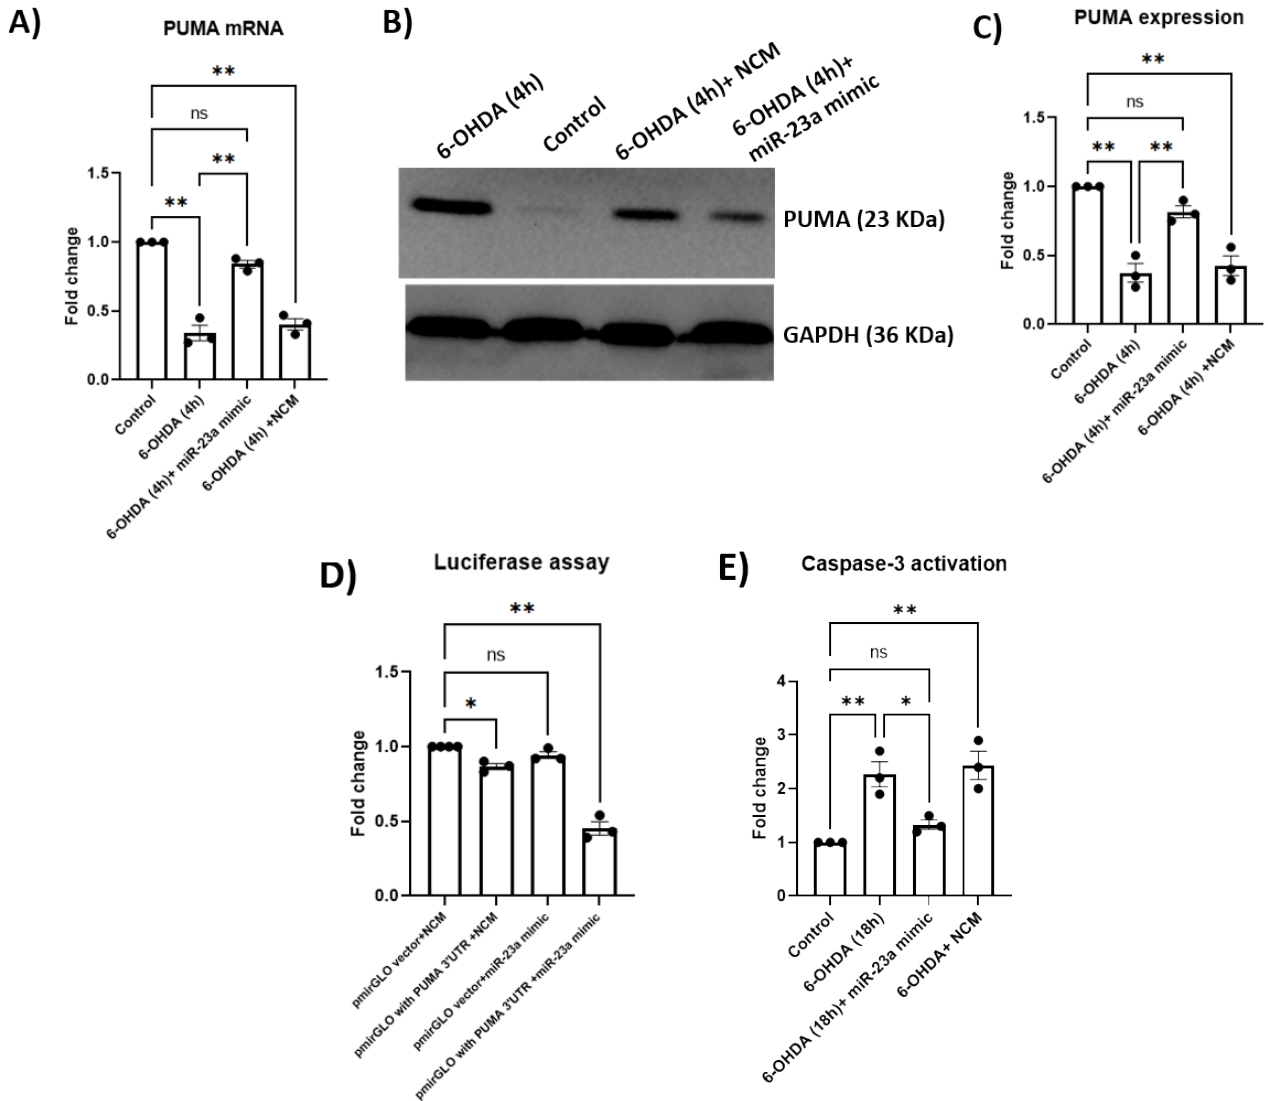 A)
PUMA mRNA
**
ns
**
**
1.5
1.0
0.5
0.0
Fold change
Control
6-OHDA (4h)
6-OHDA (4h)+ miR-23a mimic
6-OHDA (4h) +NCM
B)
6-OHDA (4h)
Control
6-OHDA (4h)+ NCM
6-OHDA (4h)+
miR-23a mimic
PUMA (23 KDa)
GAPDH (36 KDa)
C)
PUMA expression
**
ns
**
**
1.5
1.0
0.5
0.0
Fold change
Control
6-OHDA (4h)
6-OHDA (4h)+ miR-23a mimic
6-OHDA (4h) +NCM
D)
Luciferase assay
**
ns
*
1.5
1.0
0.5
0.0
Fold change
pmirGLO vector+NCM
pmirGLO with PUMA 3'UTR +NCM
pmirGLO vector+miR-23a mimic
pmirGLO with PUMA 3'UTR +miR-23a mimic
E)
Caspase-3 activation
**
ns
**
*
4
3
2
1
0
Fold change
Control
6-OHDA (18h)
6-OHDA (18h)+ miR-23a mimic
6-OHDA+ NCM